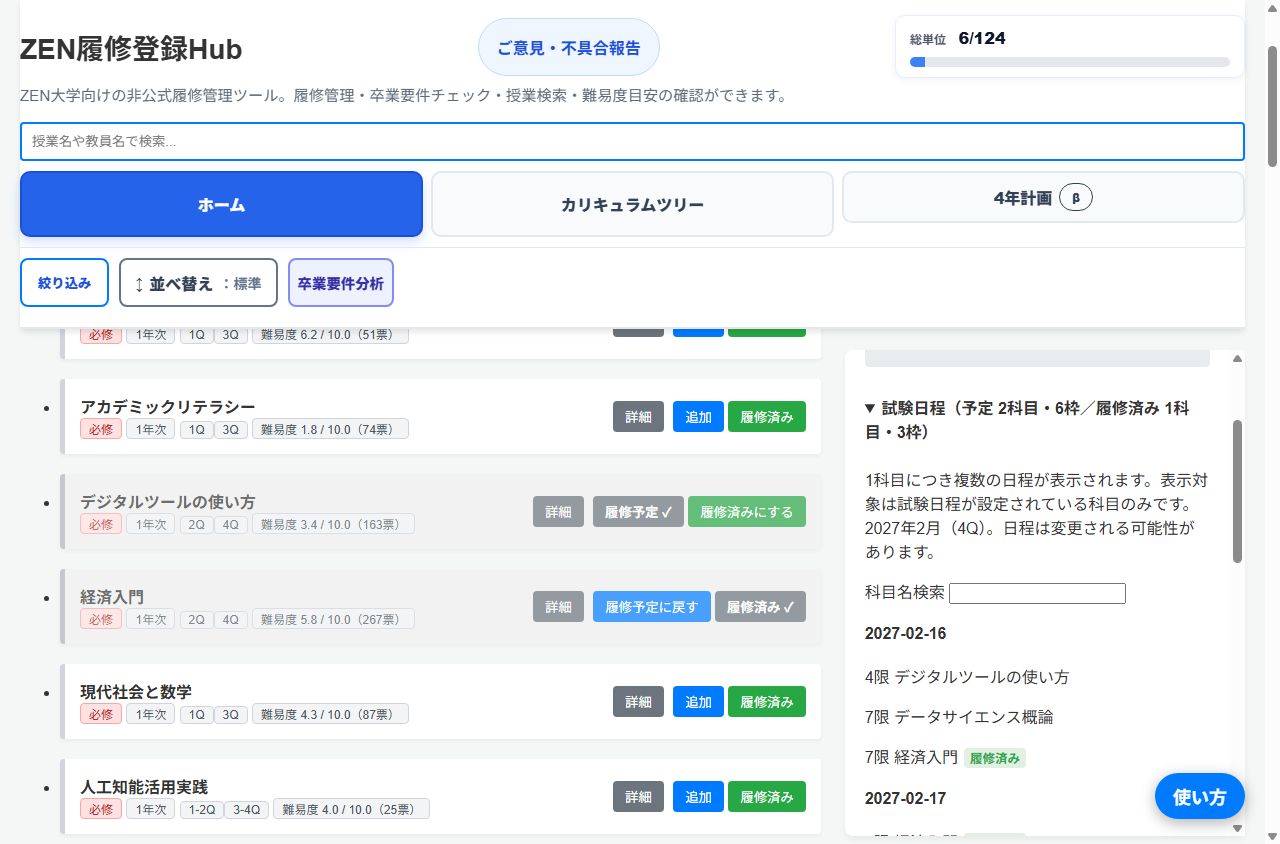 ZEN履修登録Hub
ご意見・不具合報告
総単位 6/124
ZEN大学向けの非公式履修管理ツール。履修管理・卒業要件チェック・授業検索・難易度目安の確認ができます。
授業名や教員名で検索...
ホーム
カリキュラムツリー
4年計画 β
絞り込み
↕ 並べ替え ：標準
卒業要件分析
必修 1年次 1Q 3Q 難易度 6.2 / 10.0（51票）
アカデミックリテラシー
必修 1年次 1Q 3Q 難易度 1.8 / 10.0（74票）
詳細 追加 履修済み
デジタルツールの使い方
必修 1年次 2Q 4Q 難易度 3.4 / 10.0（163票）
詳細 履修予定 ✓ 履修済みにする
経済入門
必修 1年次 2Q 4Q 難易度 5.8 / 10.0（267票）
詳細 履修予定に戻す 履修済み ✓
現代社会と数学
必修 1年次 1Q 3Q 難易度 4.3 / 10.0（87票）
詳細 追加 履修済み
人工知能活用実践
必修 1年次 1-2Q 3-4Q 難易度 4.0 / 10.0（25票）
詳細 追加 履修済み
▼ 試験日程（予定 2科目・6枠／履修済み 1科
目・3枠）
1科目につき複数の日程が表示されます。表示対
象は試験日程が設定されている科目のみです。
2027年2月（4Q）。日程は変更される可能性が
あります。
科目名検索
2027-02-16
4限 デジタルツールの使い方
7限 データサイエンス概論
7限 経済入門 履修済み
2027-02-17
使い方